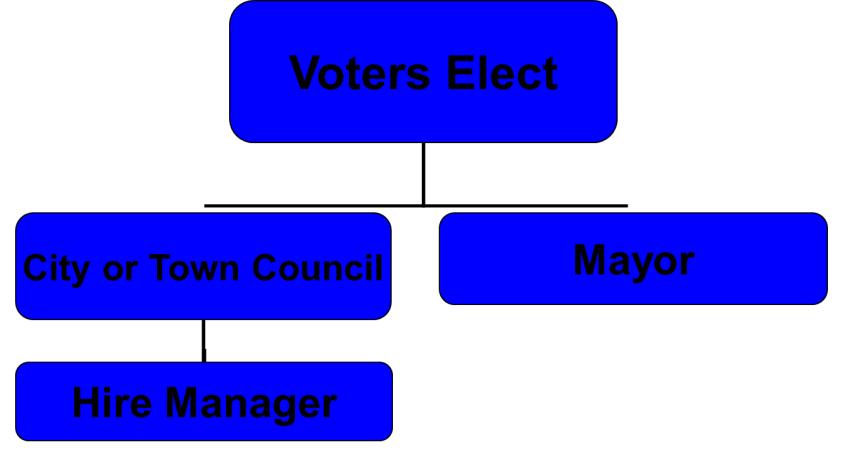 Voters Elect
City or Town Council
Mayor
Hire Manager